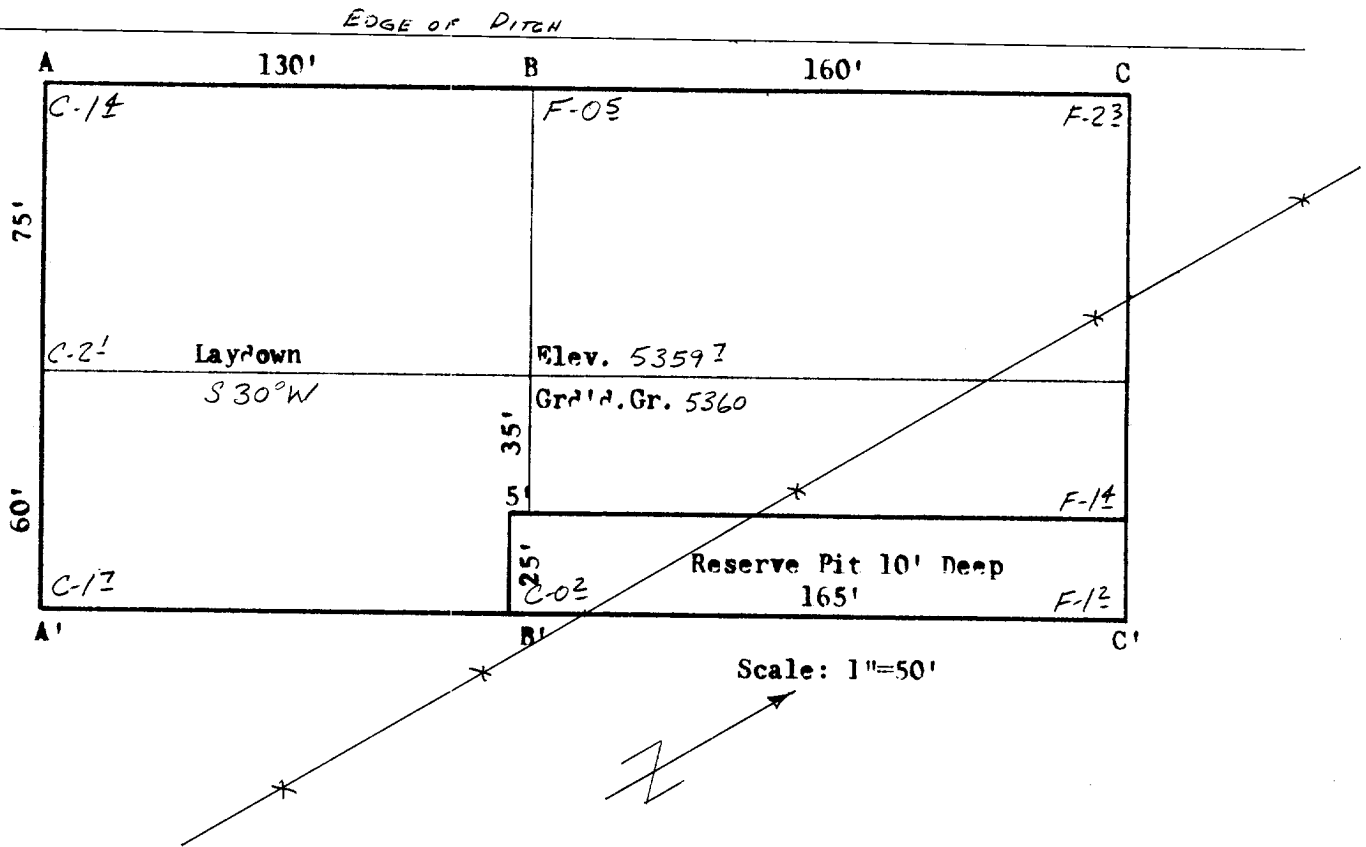 EDGE OF DITCH
A 130' B 160' C
C-1 4 F-0 5 F-2 3
75'
C-2 1 Laydown Elev. 5359 7
S 30°W Grd'd.Gr. 5360
35'
60' 5' F-1 4
25' Reserve Pit 10' Deep
C-1 7 C-0 2 165' F-1 2
A' B' C'
Scale: 1"=50'
N